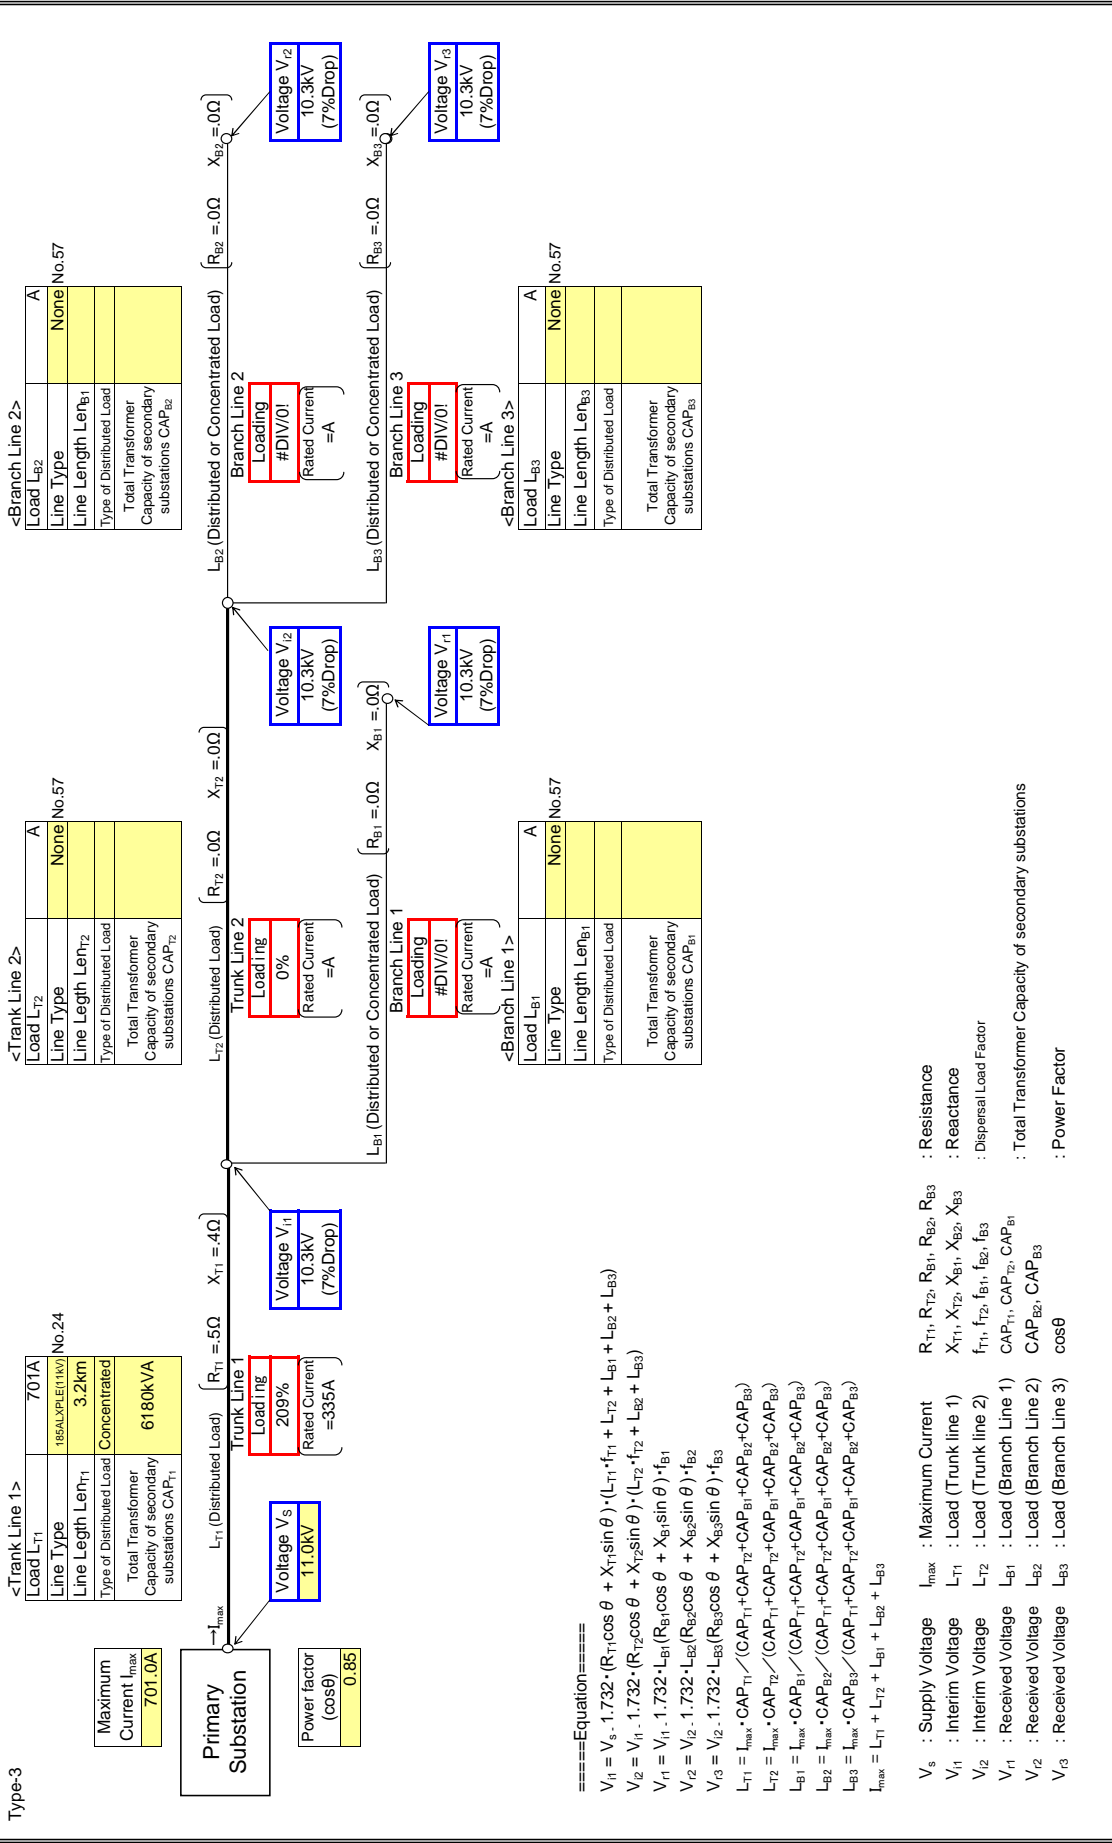 Type-3
Maximum
Current Imax
701.0A
Primary
Substation
Power factor
(cosθ)
0.85
→Imax
Voltage VS
11.0kV
<Trank Line 1>
Load LT1 701A
Line Type 185ALXPLE(11kV) No.24
Line Legth LenT1 3.2km
Type of Distributed Load Concentrated
Total Transformer
Capacity of secondary
substations CAPT1
6180kVA
LT1 (Distributed Load) RT1 =.5Ω XT1 =.4Ω
Trunk Line 1
Loading
209%
Rated Current
=335A
Voltage Vi1
10.3kV
(7%Drop)
<Trank Line 2>
Load LT2 A
Line Type None No.57
Line Length LenT2
Type of Distributed Load
Total Transformer
Capacity of secondary
substations CAPT2
LT2 (Distributed Load) RT2 =.0Ω XT2 =.0Ω
Trunk Line 2
Loading
0%
Rated Current
=A
Voltage Vi2
10.3kV
(7%Drop)
LB1 (Distributed or Concentrated Load) RB1 =.0Ω XB1 =.0Ω
Branch Line 1
Loading
#DIV/0!
Rated Current
=A
Voltage Vr1
10.3kV
(7%Drop)
<Branch Line 1>
Load LB1 A
Line Type None No.57
Line Length LenB1
Type of Distributed Load
Total Transformer
Capacity of secondary
substations CAPB1
<Branch Line 2>
Load LB2 A
Line Type None No.57
Line Length LenB1
Type of Distributed Load
Total Transformer
Capacity of secondary
substations CAPB2
LB2 (Distributed or Concentrated Load) RB2 =.0Ω XB2 =.0Ω
Branch Line 2
Loading
#DIV/0!
Rated Current
=A
Voltage Vr2
10.3kV
(7%Drop)
LB3 (Distributed or Concentrated Load) RB3 =.0Ω XB3 =.0Ω
Branch Line 3
Loading
#DIV/0!
Rated Current
=A
Voltage Vr3
10.3kV
(7%Drop)
<Branch Line 3>
Load LB3 A
Line Type None No.57
Line Length LenB3
Type of Distributed Load
Total Transformer
Capacity of secondary
substations CAPB3
=====Equation=====
Vi1 = Vs - 1.732・(RT1cos θ + XT1sin θ)・(LT1・fT1 + LT2 + LB1 + LB2 + LB3)
Vi2 = Vi1 - 1.732・(RT2cos θ + XT2sin θ)・(LT2・fT2 + LB2 + LB3)
Vr1 = Vi1 - 1.732・LB1(RB1cos θ + XB1sin θ)・fB1
Vr2 = Vi2 - 1.732・LB2(RB2cos θ + XB2sin θ)・fB2
Vr3 = Vi2 - 1.732・LB3(RB3cos θ + XB3sin θ)・fB3
LT1 = Imax・CAPT1／(CAPT1+CAPT2+CAPB1+CAPB2+CAPB3)
LT2 = Imax・CAPT2／(CAPT1+CAPT2+CAPB1+CAPB2+CAPB3)
LB1 = Imax・CAPB1／(CAPT1+CAPT2+CAPB1+CAPB2+CAPB3)
LB2 = Imax・CAPB2／(CAPT1+CAPT2+CAPB1+CAPB2+CAPB3)
LB3 = Imax・CAPB3／(CAPT1+CAPT2+CAPB1+CAPB2+CAPB3)
Imax = LT1 + LT2 + LB1 + LB2 + LB3
Vs : Supply Voltage Imax : Maximum Current RT1, RT2, RB1, RB2, RB3 : Resistance
Vi1 : Interim Voltage LT1 : Load (Trunk line 1) XT1, XT2, XB1, XB2, XB3 : Reactance
Vi2 : Interim Voltage LT2 : Load (Trunk line 2) fT1, fT2, fB1, fB2, fB3 : Dispersal Load Factor
Vr1 : Received Voltage LB1 : Load (Branch Line 1) CAPT1, CAPT2, CAPB1
Vr2 : Received Voltage LB2 : Load (Branch Line 2) CAPB2, CAPB3 : Total Transformer Capacity of secondary substations
Vr3 : Received Voltage LB3 : Load (Branch Line 3) cosθ : Power Factor